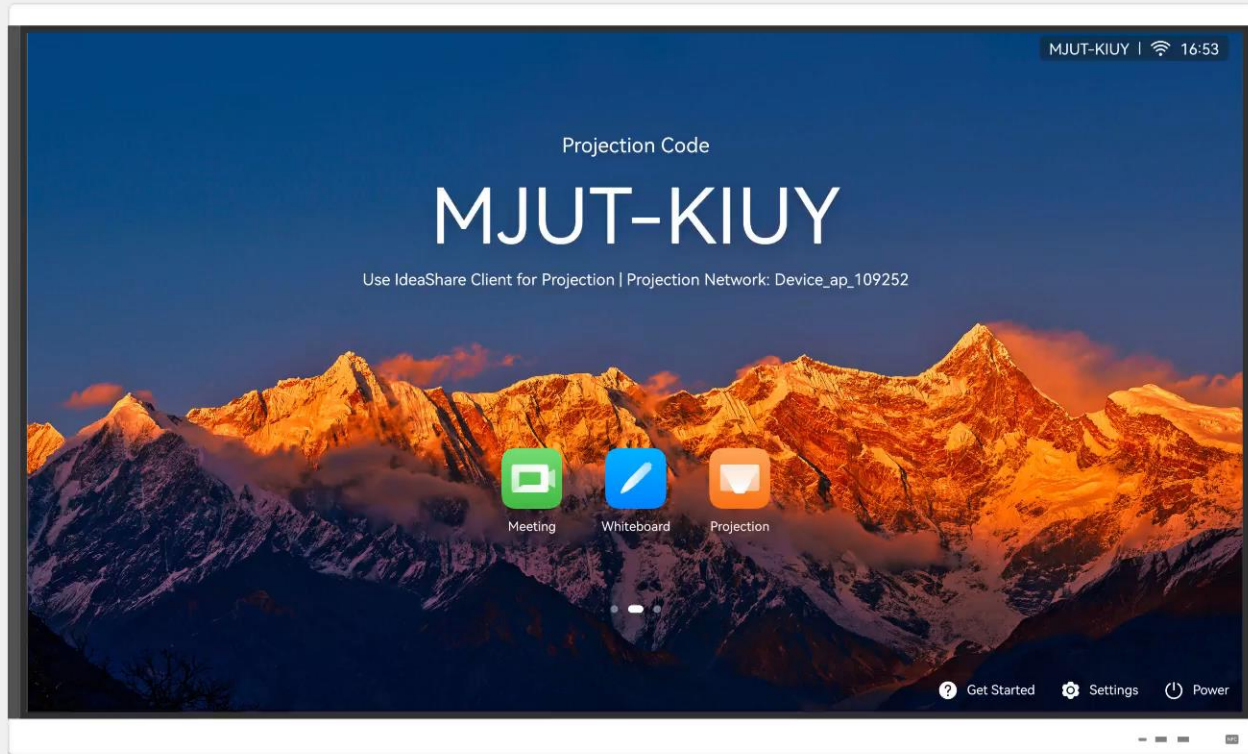 MJUT-KIUY | 16:53
Projection Code
MJUT-KIUY
Use IdeaShare Client for Projection | Projection Network: Device_ap_109252
Meeting
Whiteboard
Projection
? Get Started
Settings
Power